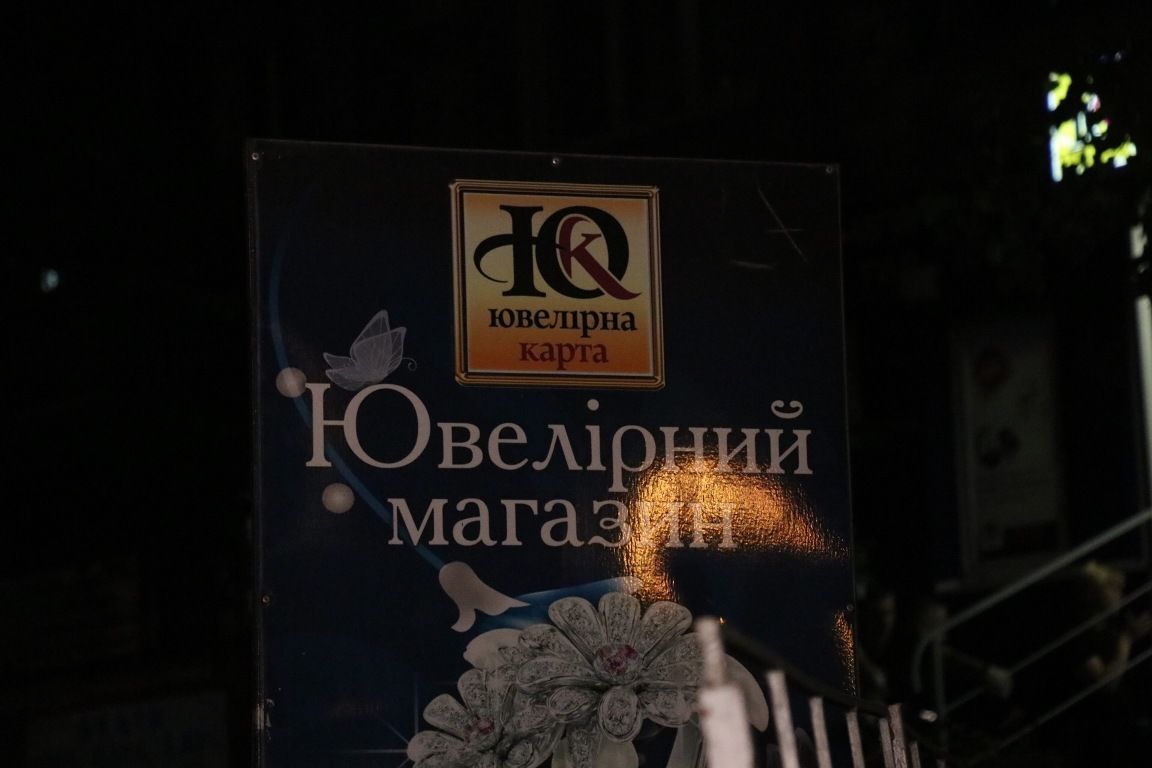 ЮК
ювелірна
карта
Ювелірний
магазин